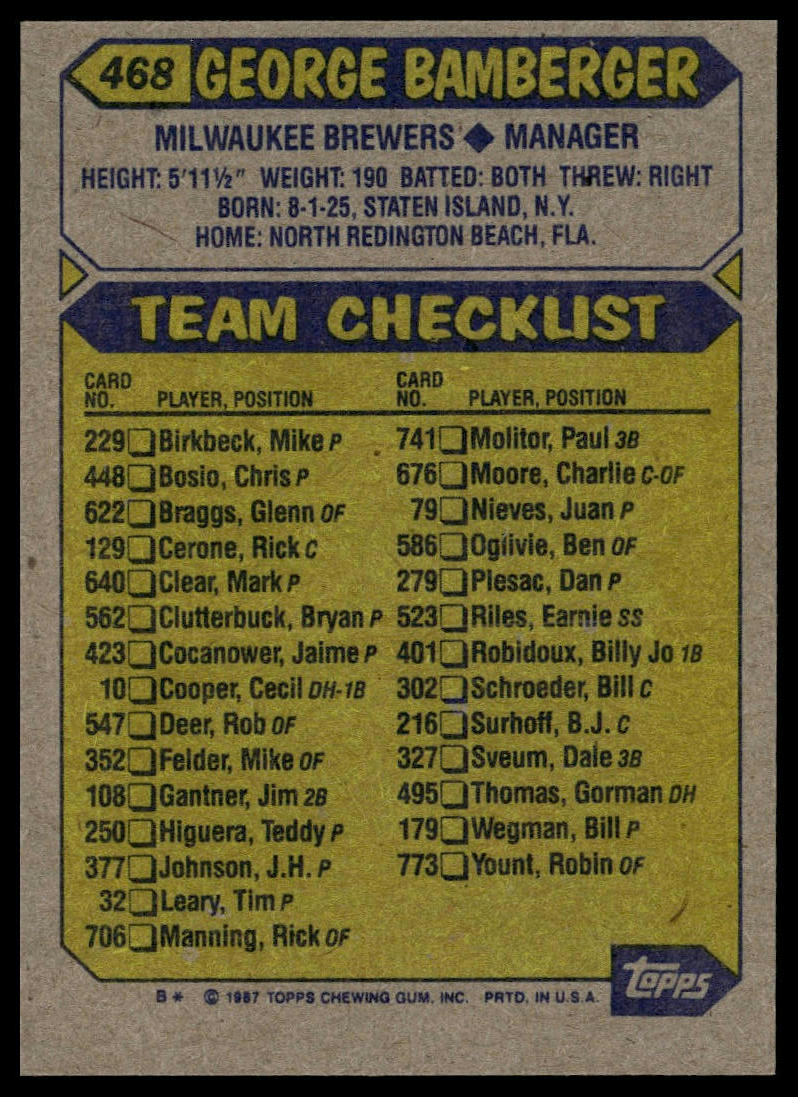 468 GEORGE BAMBERGER
MILWAUKEE BREWERS ◆ MANAGER
HEIGHT: 5'11½" WEIGHT: 190 BATTED: BOTH THREW: RIGHT
BORN: 8-1-25, STATEN ISLAND, N.Y.
HOME: NORTH REDINGTON BEACH, FLA.
TEAM CHECKLIST
CARD
NO. PLAYER, POSITION
229 Birkbeck, Mike P
448 Bosio, Chris P
622 Braggs, Glenn OF
129 Cerone, Rick C
640 Clear, Mark P
562 Clutterbuck, Bryan P
423 Cocanower, Jaime P
10 Cooper, Cecil DH-1B
547 Deer, Rob OF
352 Felder, Mike OF
108 Gantner, Jim 2B
250 Higuera, Teddy P
377 Johnson, J.H. P
32 Leary, Tim P
706 Manning, Rick OF
CARD
NO. PLAYER, POSITION
741 Molitor, Paul 3B
676 Moore, Charlie C-OF
79 Nieves, Juan P
586 Oglivie, Ben OF
279 Plesac, Dan P
523 Riles, Earnie SS
401 Robidoux, Billy Jo 1B
302 Schroeder, Bill C
216 Surhoff, B.J. C
327 Sveum, Dale 3B
495 Thomas, Gorman DH
179 Wegman, Bill P
773 Yount, Robin OF
topps
B* © 1987 TOPPS CHEWING GUM, INC. PRTD. IN U.S.A.